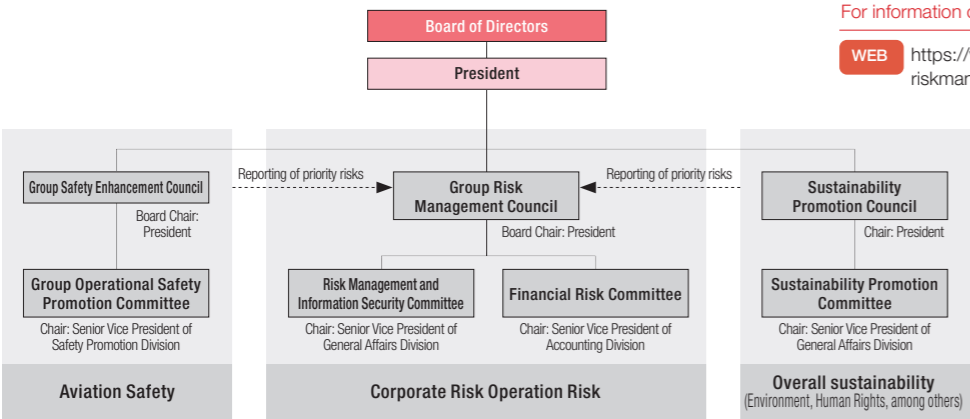 Board of Directors
President
For information o
WEB
https://
riskmar
Group Safety Enhancement Council
Board Chair:
President
Reporting of priority risks
Group Risk
Management Council
Board Chair: President
Reporting of priority risks
Sustainability
Promotion Council
Chair: President
Group Operational Safety
Promotion Committee
Chair: Senior Vice President of
Safety Promotion Division
Risk Management and
Information Security Committee
Chair: Senior Vice President of
General Affairs Division
Financial Risk Committee
Chair: Senior Vice President of
Accounting Division
Sustainability Promotion
Committee
Chair: Senior Vice President of
General Affairs Division
Aviation Safety
Corporate Risk Operation Risk
Overall sustainability
(Environment, Human Rights, among others)